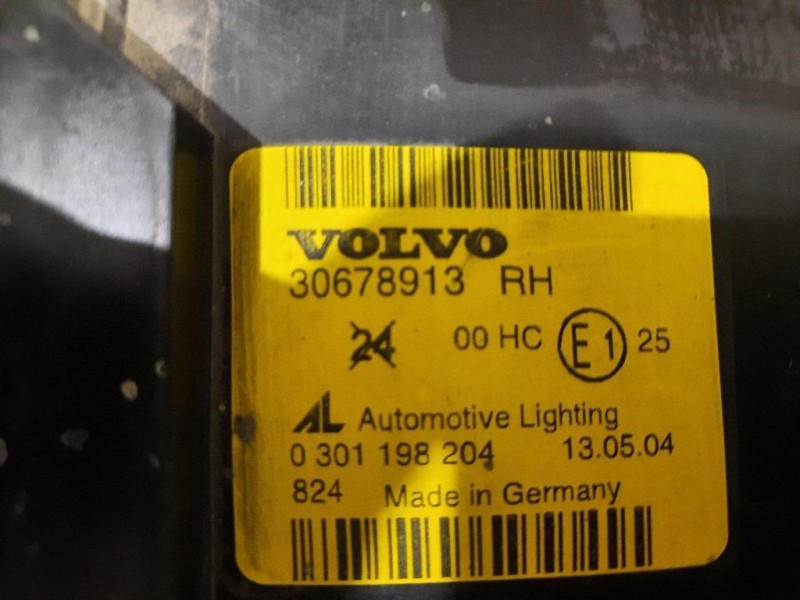 VOLVO
30678913 RH
24 00 HC E1 25
AL Automotive Lighting
0 301 198 204 13.05.04
824 Made in Germany